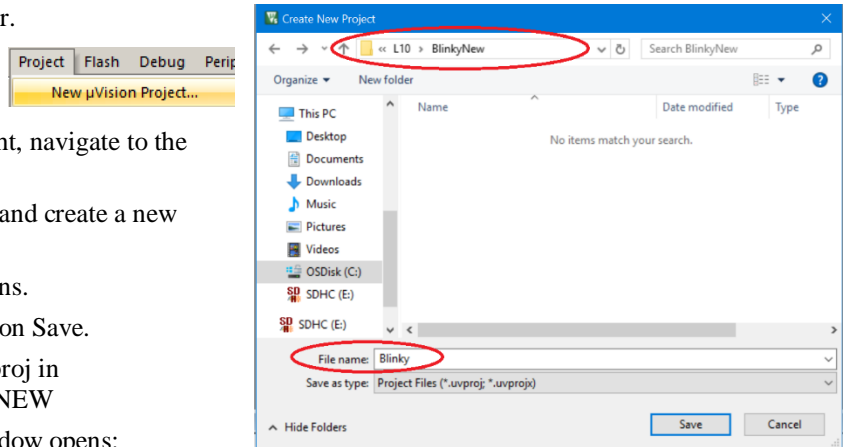 r.
Project Flash Debug Perip
New µVision Project...
nt, navigate to the
and create a new
ns.
on Save.
roj in
NEW
dow opens:
Create New Project
« L10 › BlinkyNew
Search BlinkyNew
Organize New folder
Name Date modified Type
This PC
No items match your search.
Desktop
Documents
Downloads
Music
Pictures
Videos
OSDisk (C:)
SDHC (E:)
SDHC (E:)
File name: Blinky
Save as type: Project Files (*.uvproj; *.uvprojx)
Hide Folders Save Cancel